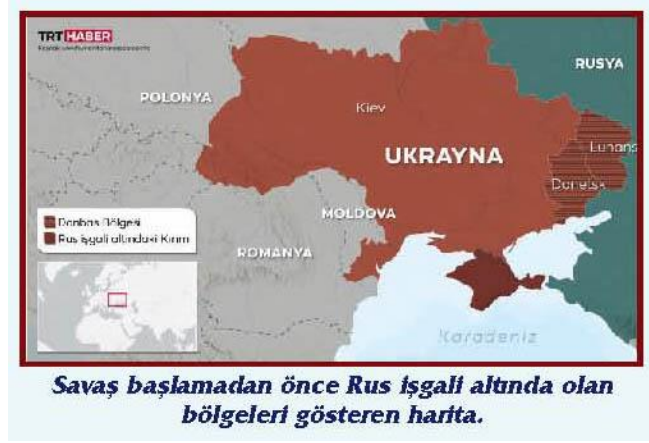 TRT HABER
RUSYA
POLONYA
Kiev
UKRAYNA
Luhans
Donetsk
MOLDOVA
Donbas Bölgesi
Rus işgali altındaki Kırım
ROMANYA
Karadeniz
Savaş başlamadan önce Rus işgali altında olan
bölgeleri gösteren harita.